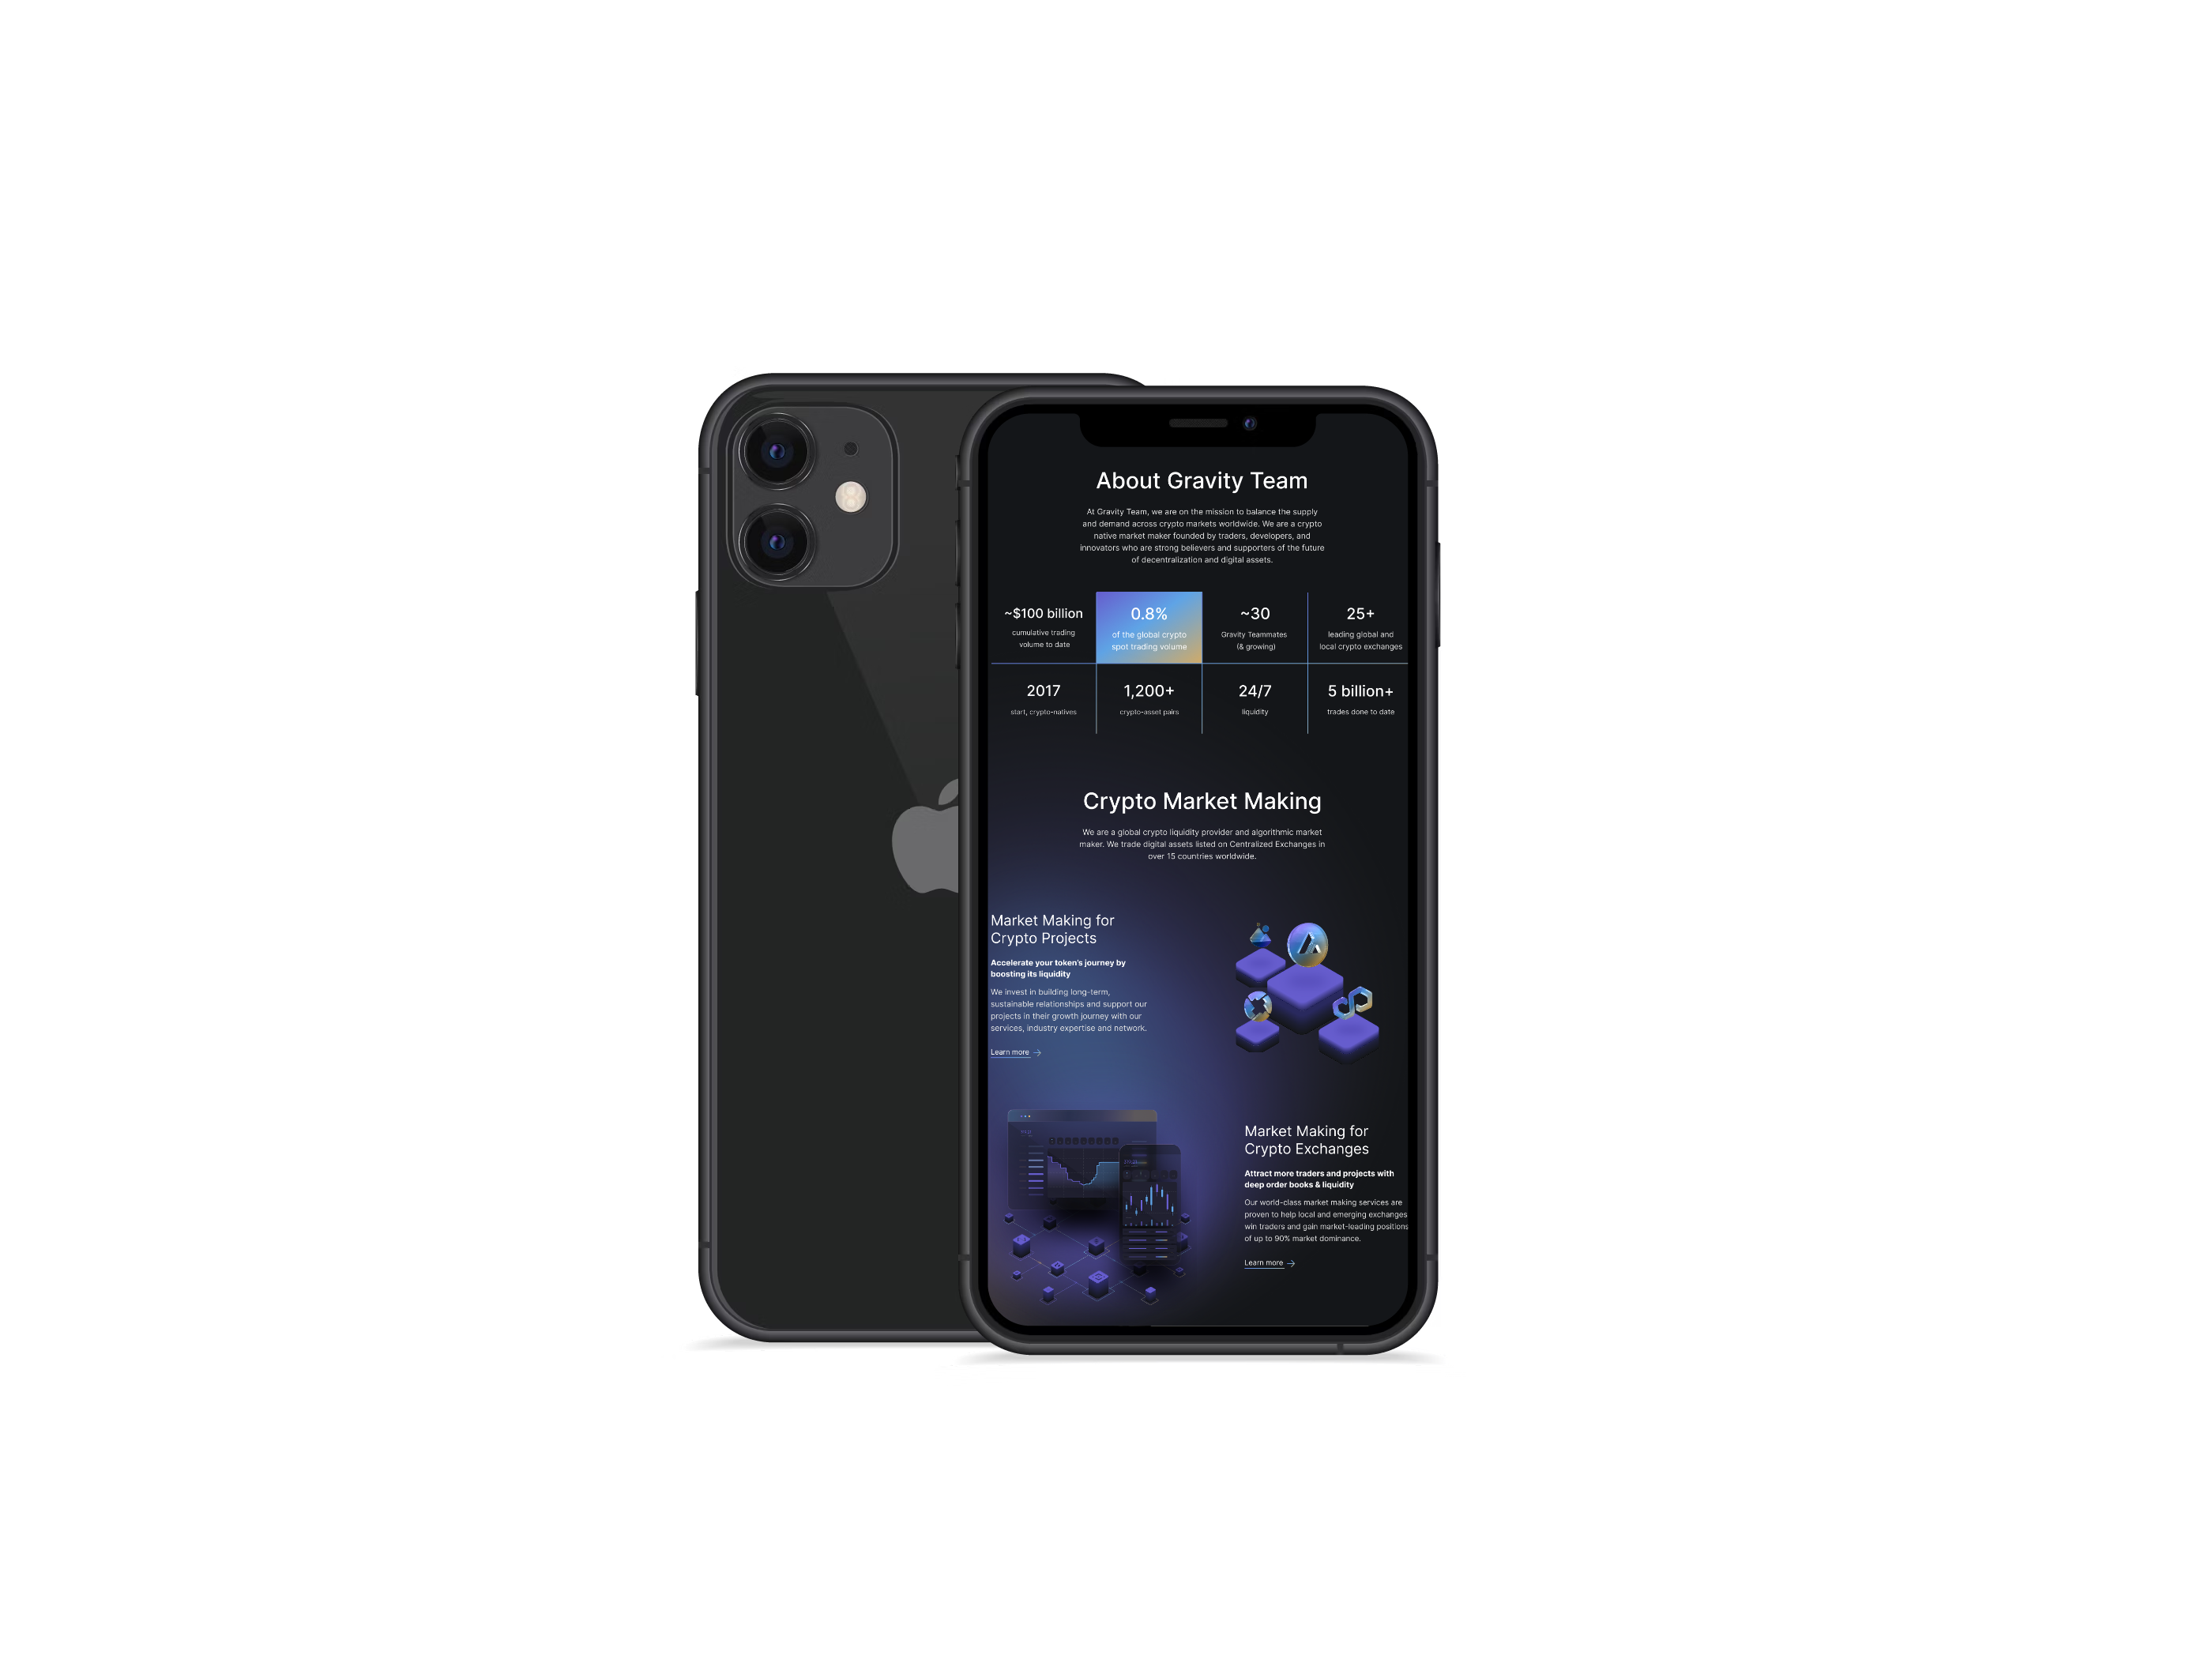 About Gravity Team
At Gravity Team, we are on the mission to balance the supply
and demand across crypto markets worldwide. We are a crypto
native market maker founded by traders, developers, and
innovators who are strong believers and supporters of the future
of decentralization and digital assets.
~$100 billion
cumulative trading
volume to date
0.8%
of the global crypto
spot trading volume
~30
Gravity Teammates
(& growing)
25+
leading global and
local crypto exchanges
2017
start, crypto-natives
1,200+
crypto-asset pairs
24/7
liquidity
5 billion+
trades done to date
Crypto Market Making
We are a global crypto liquidity provider and algorithmic market
maker. We trade digital assets listed on Centralized Exchanges in
over 15 countries worldwide.
Market Making for
Crypto Projects
Accelerate your token's journey by
boosting its liquidity
We invest in building long-term,
sustainable relationships and support our
projects in their growth journey with our
services, industry expertise and network.
Learn more
Market Making for
Crypto Exchanges
Attract more traders and projects with
deep order books & liquidity
Our world-class market making services are
proven to help local and emerging exchanges
win traders and gain market-leading positions
of up to 90% market dominance.
Learn more